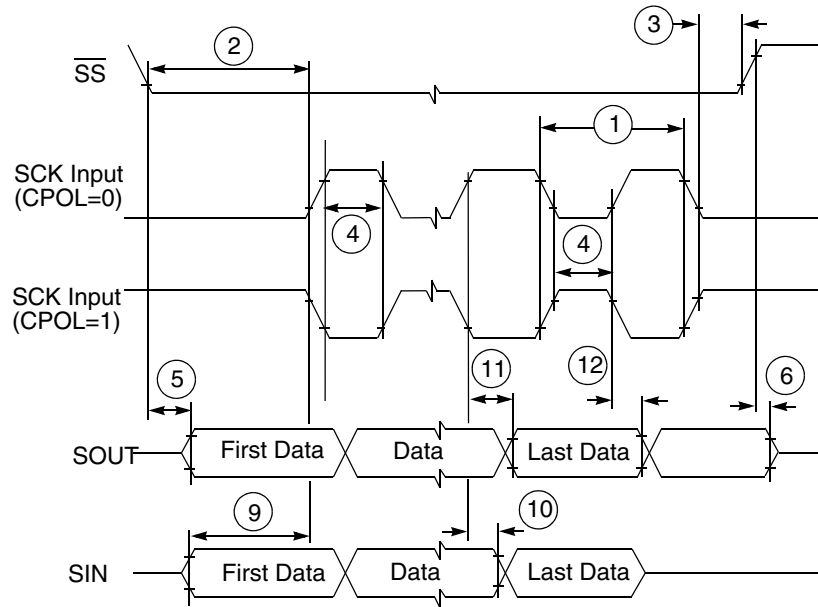 3
2
SS
1
SCK Input
(CPOL=0)
4
4
SCK Input
(CPOL=1)
5
11
12
6
SOUT
First Data
Data
Last Data
9
10
SIN
First Data
Data
Last Data